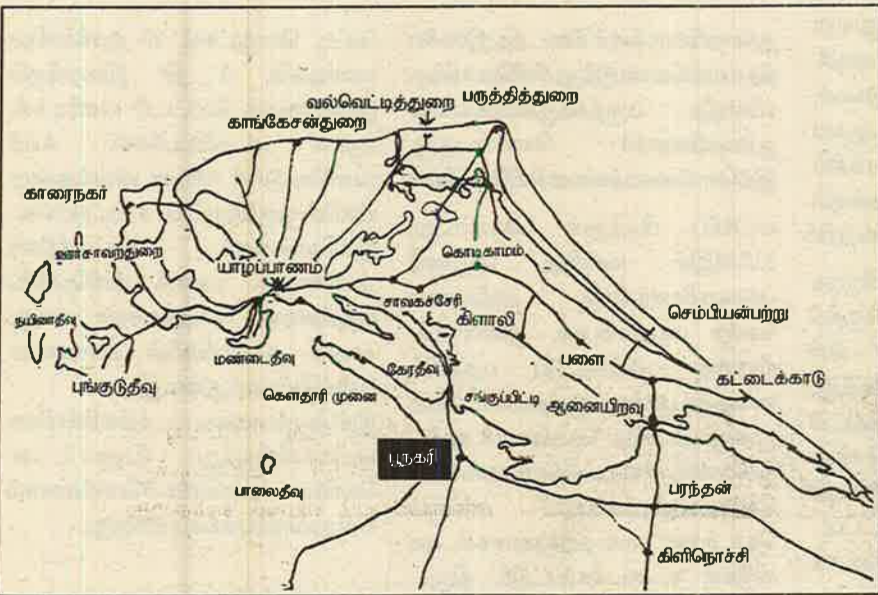 பருத்தித்துறை
வல்வெட்டித்துறை
காங்கேசன்துறை
காரைநகர்
ஊர்சாவற்துறை
யாழ்ப்பாணம்
கொடிகாமம்
சாவகச்சேரி
செம்பியன்பற்று
நயினாதீவு
கிளாலி
மண்டைதீவு
பளை
புங்குடுதீவு
கேரதீவு
கட்டைக்காடு
கௌதாரி முனை
சங்குப்பிட்டி
ஆனையிறவு
பூநகரி
பாலைதீவு
பரந்தன்
கிளிநொச்சி